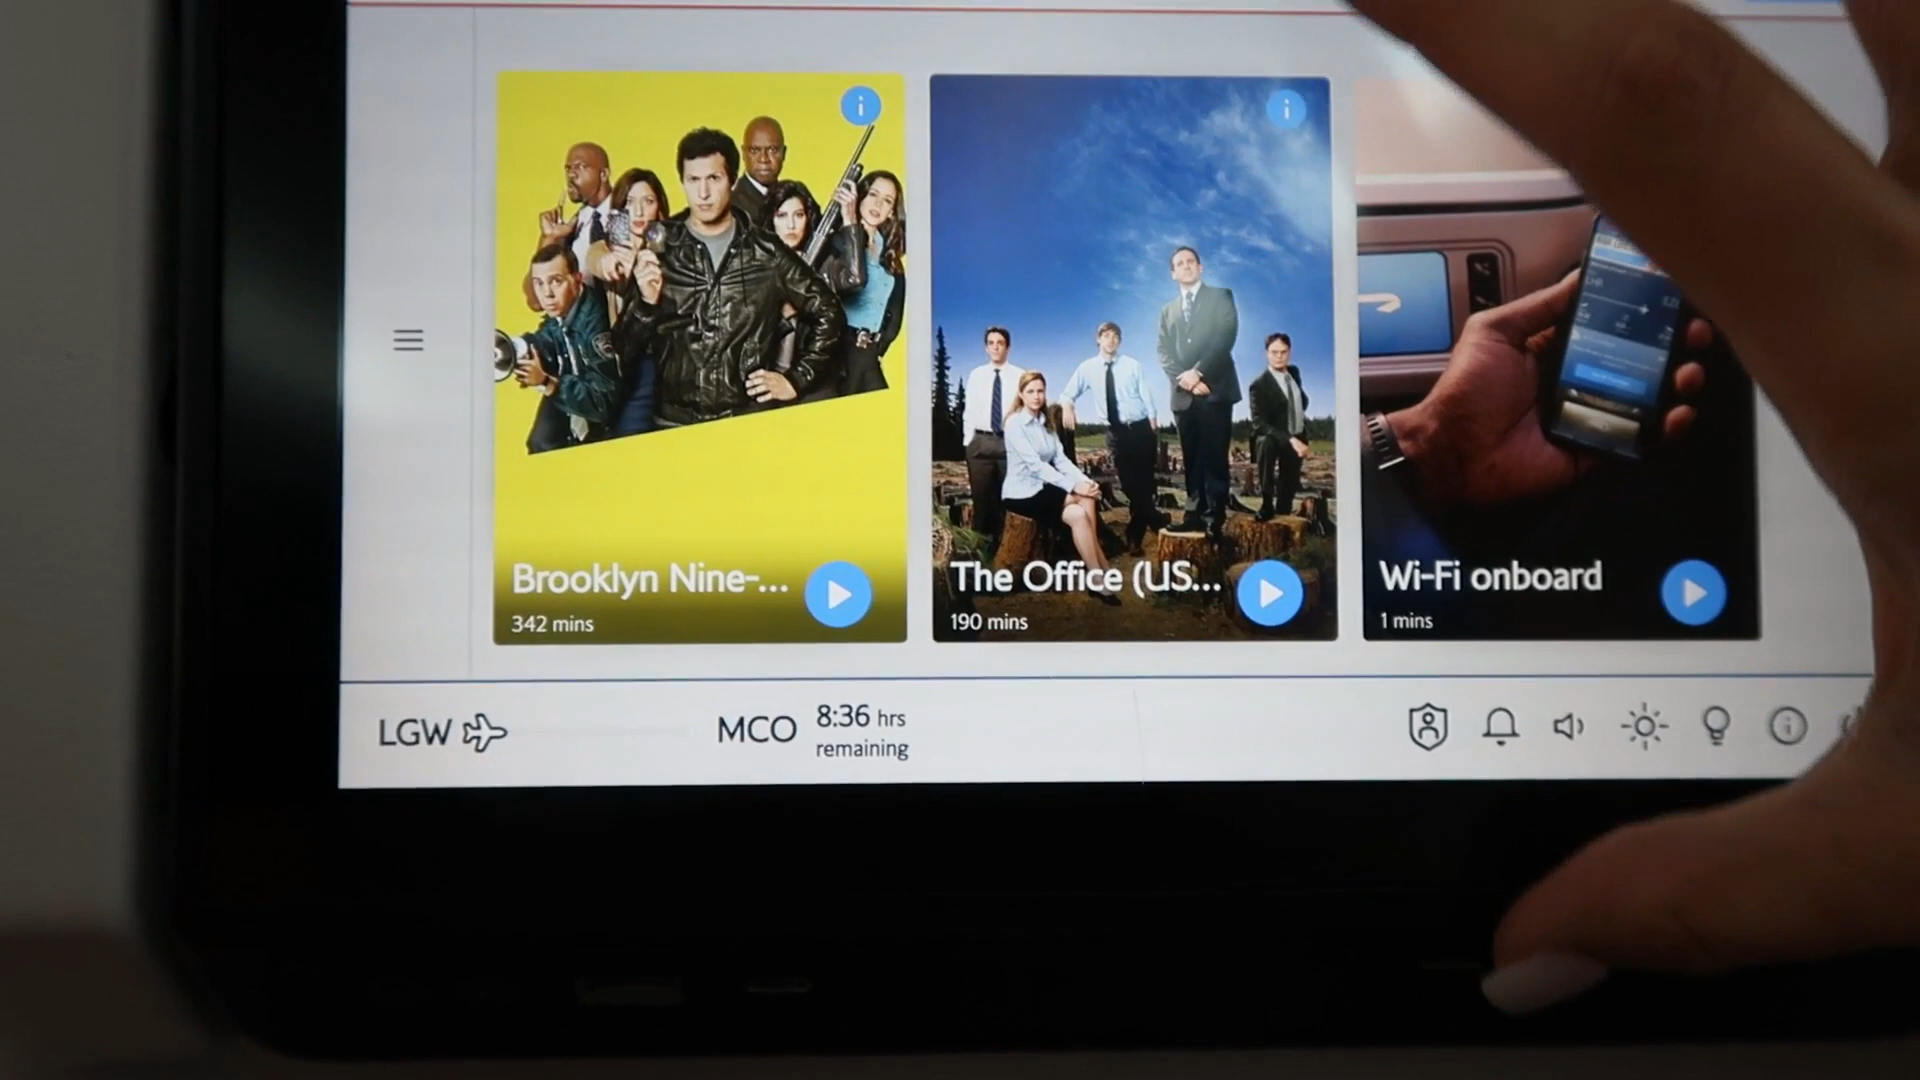 Brooklyn Nine-...
342 mins
The Office (US...
190 mins
Wi-Fi onboard
1 mins
LGW
MCO
8:36 hrs
remaining